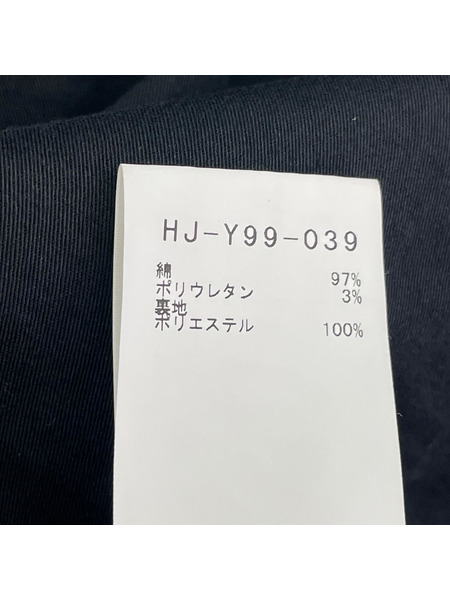 HJ-Y99-039
綿 97%
ポリウレタン 3%
裏地
ポリエステル 100%